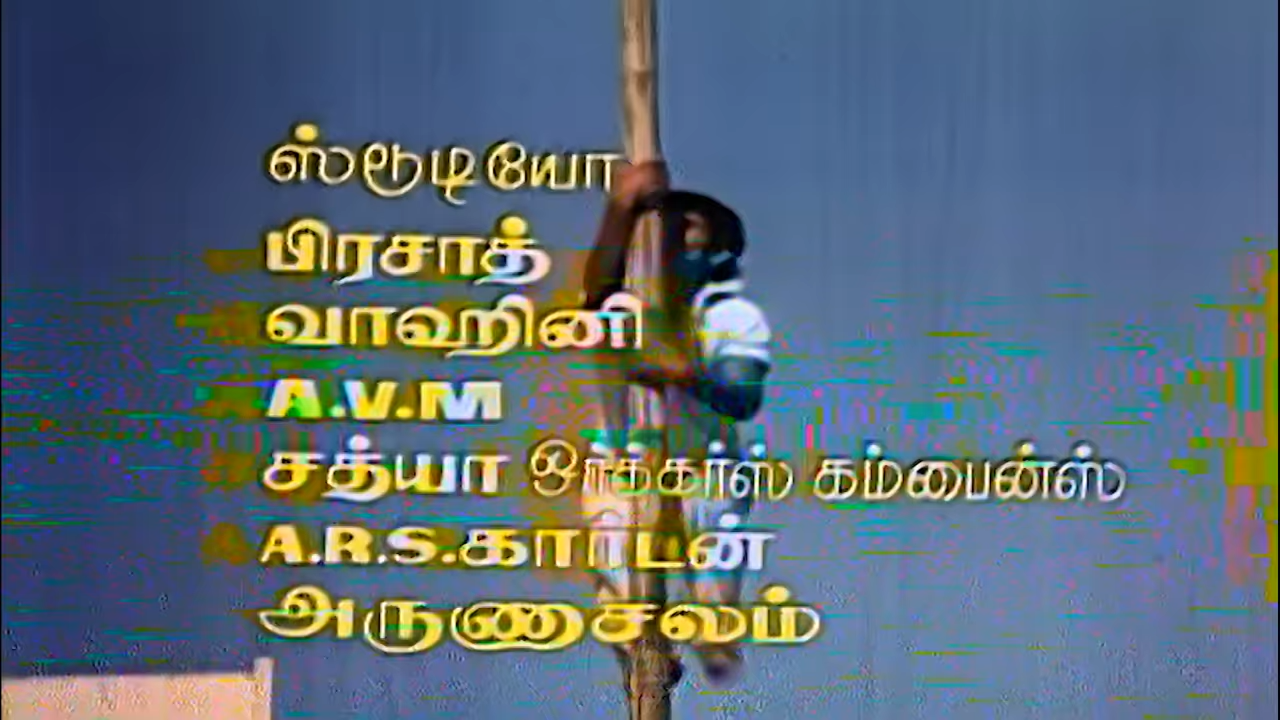 ஸ்டூடியோ
பிரசாத்
வாஹினி
A.V.M
சத்யா ஒர்க்கர்ஸ் கம்பைன்ஸ்
A.R.S.கார்டன்
அருணாசலம்